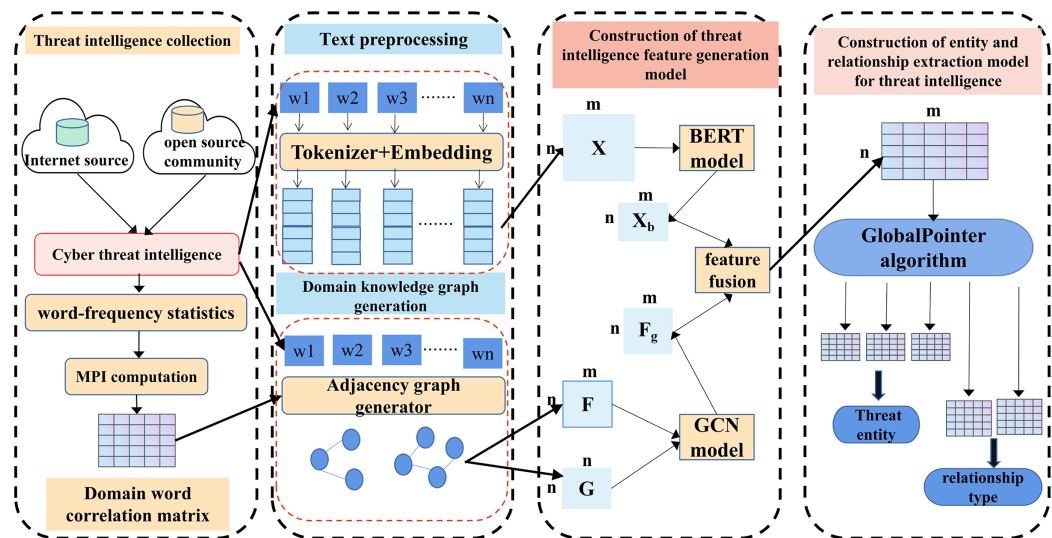 Threat intelligence collection
Internet source
open source
community
Cyber threat intelligence
word-frequency statistics
MPI computation
Domain word
correlation matrix
Text preprocessing
w1 w2 w3 ······ wn
Tokenizer+Embedding
······
Domain knowledge graph
generation
w1 w2 w3 ······ wn
Adjacency graph
generator
Construction of threat
intelligence feature generation
model
m
n X
BERT
model
m
n Xb
feature
fusion
m
n Fg
m
n F
GCN
model
n
n G
Construction of entity and
relationship extraction model
for threat intelligence
m
n
GlobalPointer
algorithm
Threat
entity
relationship
type